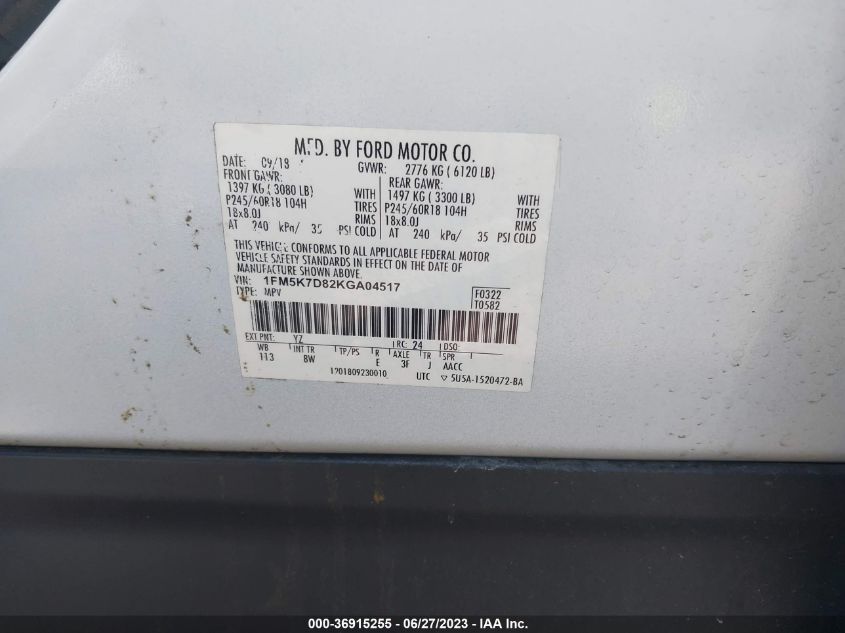 MFD. BY FORD MOTOR CO.
DATE: 09/18 GVWR: 2776 KG ( 6120 LB)
FRONT GAWR: REAR GAWR:
1397 KG ( 3080 LB) WITH 1497 KG ( 3300 LB) WITH
P245/60R18 104H TIRES P245/60R18 104H TIRES
18x8.0J RIMS 18x8.0J RIMS
AT 240 kPa/ 35 PSI COLD AT 240 kPa/ 35 PSI COLD
THIS VEHICLE CONFORMS TO ALL APPLICABLE FEDERAL MOTOR
VEHICLE SAFETY STANDARDS IN EFFECT ON THE DATE OF
MANUFACTURE SHOWN ABOVE.
VIN: 1FM5K7D82KGA04517
TYPE: MPV F0322
T0582
EXT PNT: YZ RC: 24 DSO:
WB INT TR TP/PS R AXLE TR SPR
113 8W E 3F J AACC
1201809230010 UTC ▽ 5U5A-1520472-BA
000-36915255 - 06/27/2023 - © IAA, Inc.